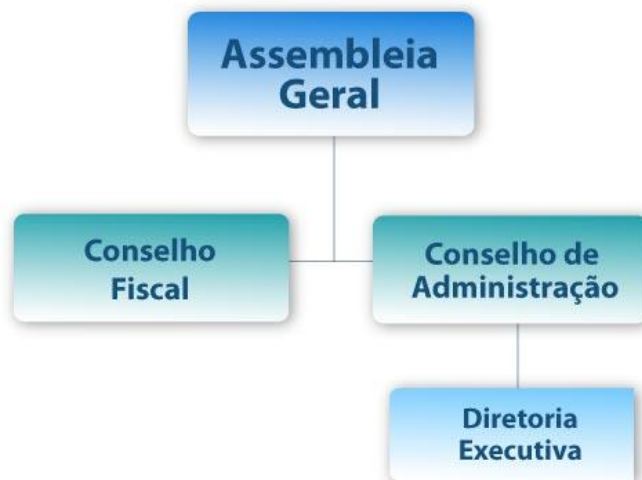 Assembleia
Geral
Conselho
Fiscal
Conselho de
Administração
Diretoria
Executiva